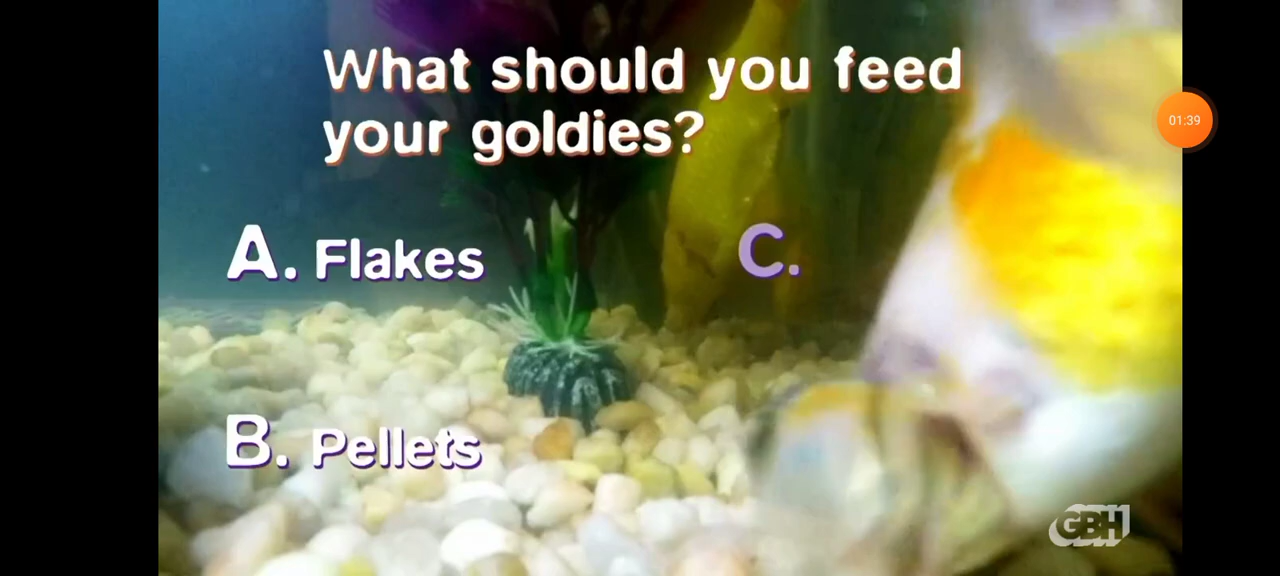 What should you feed
your goldies?
A. Flakes
C.
B. Pellets
01:39
GBH